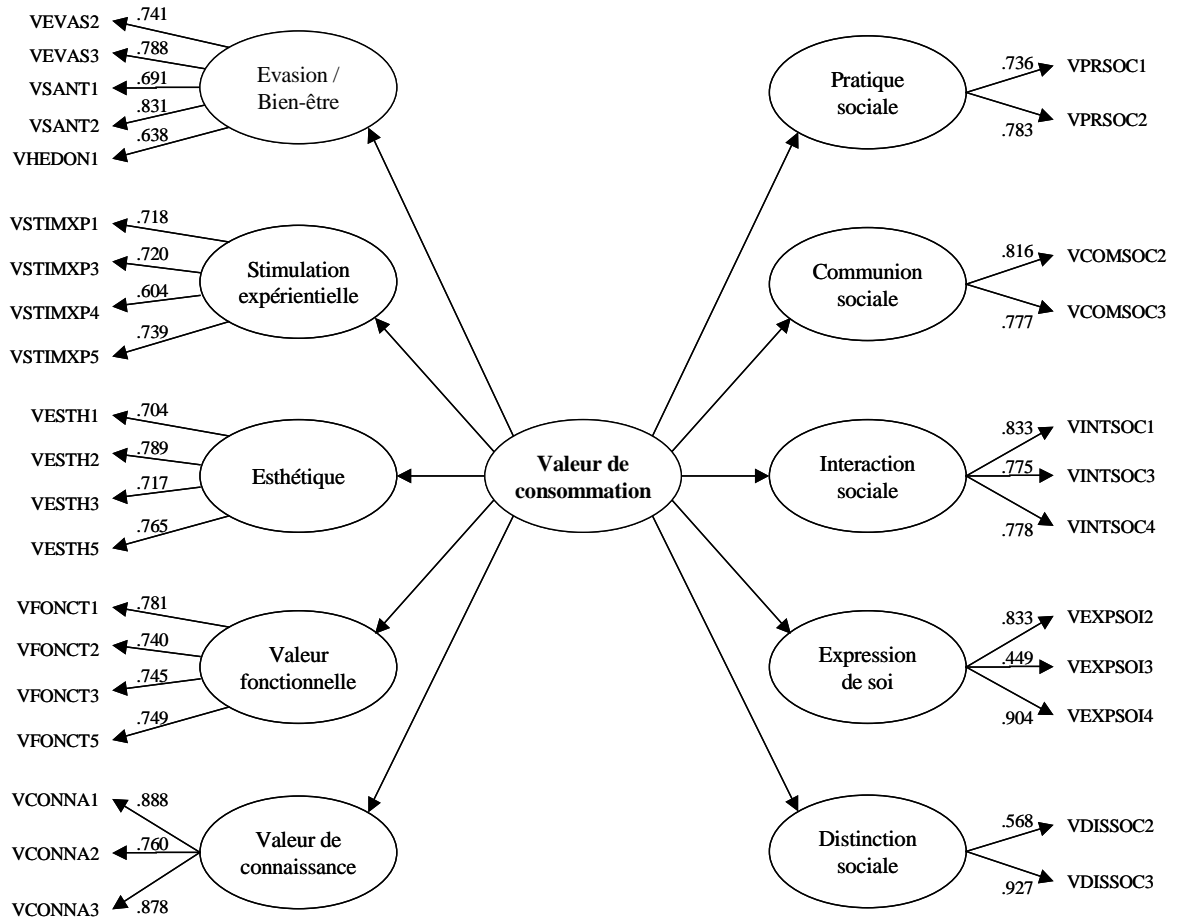 VEVAS2
.741
VEVAS3
.788
VSANT1
.691
VSANT2
.831
VHEDON1
.638
Evasion /
Bien-être
VSTIMXP1
.718
VSTIMXP3
.720
VSTIMXP4
.604
VSTIMXP5
.739
Stimulation
expérientielle
VESTH1
.704
VESTH2
.789
VESTH3
.717
VESTH5
.765
Esthétique
VFONCT1
.781
VFONCT2
.740
VFONCT3
.745
VFONCT5
.749
Valeur
fonctionnelle
VCONNA1
.888
VCONNA2
.760
VCONNA3
.878
Valeur de
connaissance
Valeur de
consommation
Pratique
sociale
.736
VPRSOC1
.783
VPRSOC2
Communion
sociale
.816
VCOMSOC2
.777
VCOMSOC3
Interaction
sociale
.833
VINTSOC1
.775
VINTSOC3
.778
VINTSOC4
Expression
de soi
.833
VEXPSOI2
.449
VEXPSOI3
.904
VEXPSOI4
Distinction
sociale
.568
VDISSOC2
.927
VDISSOC3